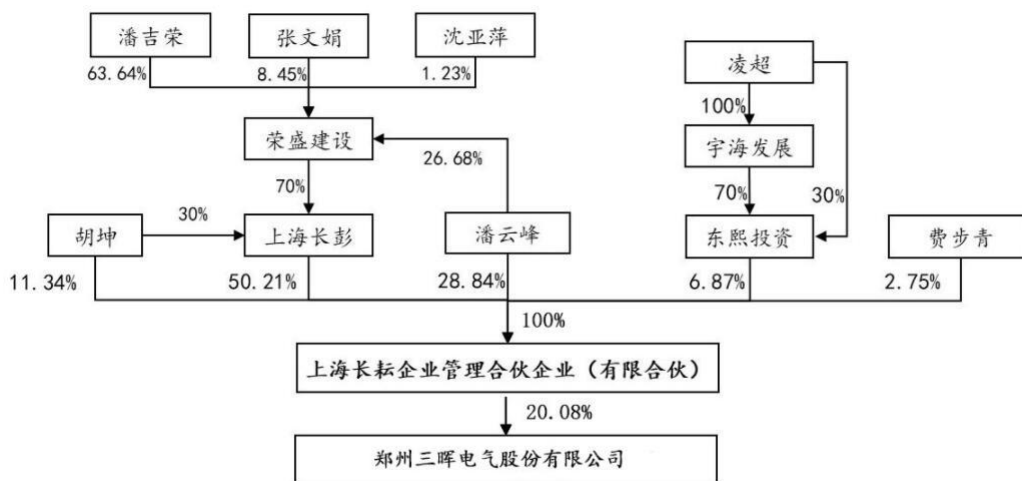 潘吉荣
张文娟
沈亚萍
凌超
63.64%
8.45%
1.23%
100%
荣盛建设
26.68%
宇海发展
70%
70%
30%
30%
胡坤
上海长彭
潘云峰
东熙投资
费步青
11.34%
50.21%
28.84%
6.87%
2.75%
100%
上海长耘企业管理合伙企业（有限合伙）
20.08%
郑州三晖电气股份有限公司